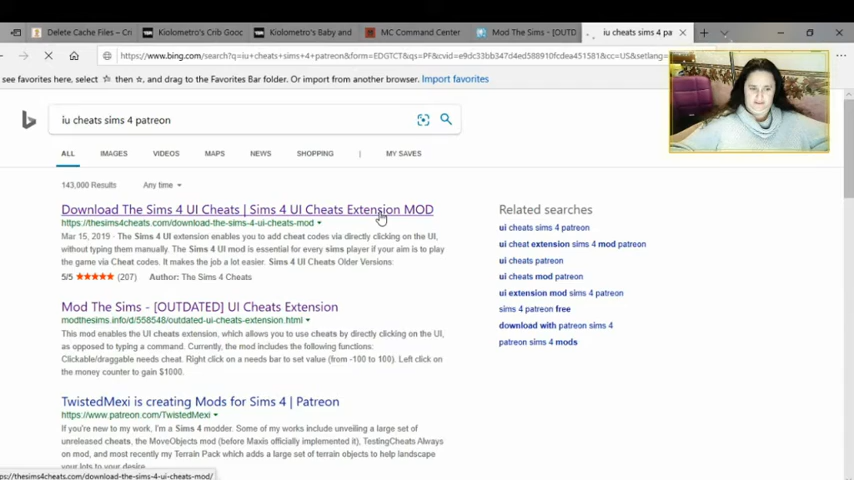 Delete Cache Files – Cri
Kiolometro's Crib Gooc
Kiolometro's Baby and
MC Command Center
Mod The Sims - [OUTD
iu cheats sims 4 pa
https://www.bing.com/search?q=iu+cheats+sims+4+patreon&form=EDGTCT&qs=PF&cvid=e9dc33bb347d4ed588910fcdea451581&cc=US&setlang=
see favorites here, select ☆ then ☆, and drag to the Favorites Bar folder. Or import from another browser. Import favorites
iu cheats sims 4 patreon
ALL IMAGES VIDEOS MAPS NEWS SHOPPING | MY SAVES
143,000 Results Any time
Download The Sims 4 UI Cheats | Sims 4 UI Cheats Extension MOD
https://thesims4cheats.com/download-the-sims-4-ui-cheats-mod
Mar 15, 2019 · The Sims 4 UI extension enables you to add cheat codes via directly clicking on the UI,
without typing them manually. The Sims 4 UI mod is essential for every sims player if your aim is to play
the game via Cheat codes. It makes the job a lot easier. Sims 4 UI Cheats Older Versions:
5/5 ★★★★★ (207) Author: The Sims 4 Cheats
Mod The Sims - [OUTDATED] UI Cheats Extension
modthesims.info/d/558548/outdated-ui-cheats-extension.html
This mod enables the UI cheats extension, which allows you to use cheats by directly clicking on the UI,
as opposed to typing a command. Currently, the mod includes the following functions:
Clickable/draggable needs cheat. Right click on a needs bar to set value (from -100 to 100). Left click on
the money counter to gain $1000.
TwistedMexi is creating Mods for Sims 4 | Patreon
https://www.patreon.com/TwistedMexi
If you're new to my work, I'm a Sims 4 modder. Some of my works include unveiling a large set of
unreleased cheats, the MoveObjects mod (before Maxis officially implemented it), TestingCheats Always
on mod, and most recently my Terrain Pack which adds a large set of terrain objects to help landscape
your lots to your desire.
Related searches
ui cheats sims 4 patreon
ui cheat extension sims 4 mod patreon
ui cheats patreon
ui cheats mod patreon
ui extension mod sims 4 patreon
sims 4 patreon free
download with patreon sims 4
patreon sims 4 mods
ps://thesims4cheats.com/download-the-sims-4-ui-cheats-mod/